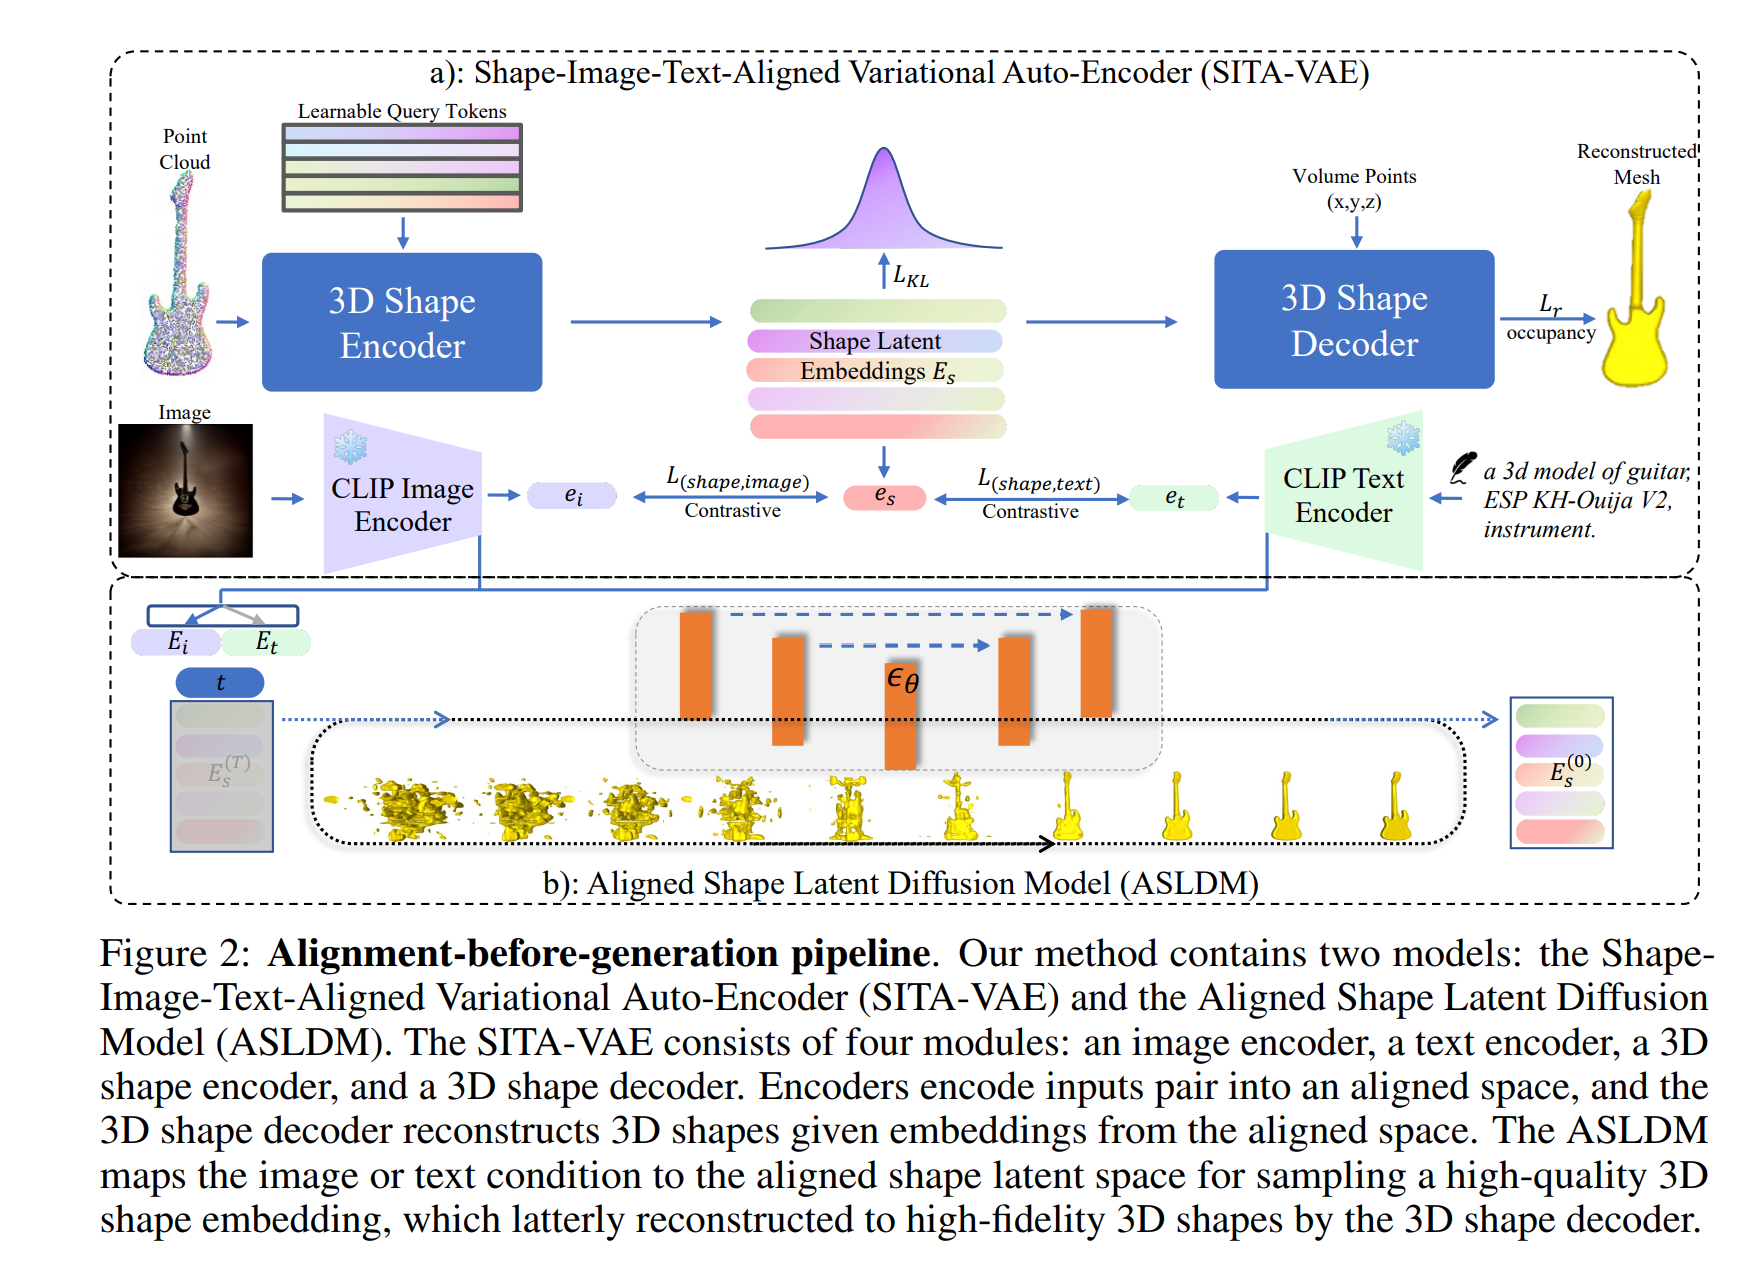 a): Shape-Image-Text-Aligned Variational Auto-Encoder (SITA-VAE)
Learnable Query Tokens
Point
Cloud
Reconstructed
Mesh
Volume Points
(x,y,z)
3D Shape
Encoder
L_{KL}
Shape Latent
Embeddings E_s
3D Shape
Decoder
L_r
occupancy
Image
CLIP Image
Encoder
e_i
L_{(shape,image)}
Contrastive
e_s
L_{(shape,text)}
Contrastive
e_t
CLIP Text
Encoder
a 3d model of guitar,
ESP KH-Ouija V2,
instrument.
E_i
E_t
t
E_s^{(T)}
ϵ_θ
E_s^{(0)}
b): Aligned Shape Latent Diffusion Model (ASLDM)
Figure 2: Alignment-before-generation pipeline. Our method contains two models: the Shape-
Image-Text-Aligned Variational Auto-Encoder (SITA-VAE) and the Aligned Shape Latent Diffusion
Model (ASLDM). The SITA-VAE consists of four modules: an image encoder, a text encoder, a 3D
shape encoder, and a 3D shape decoder. Encoders encode inputs pair into an aligned space, and the
3D shape decoder reconstructs 3D shapes given embeddings from the aligned space. The ASLDM
maps the image or text condition to the aligned shape latent space for sampling a high-quality 3D
shape embedding, which latterly reconstructed to high-fidelity 3D shapes by the 3D shape decoder.